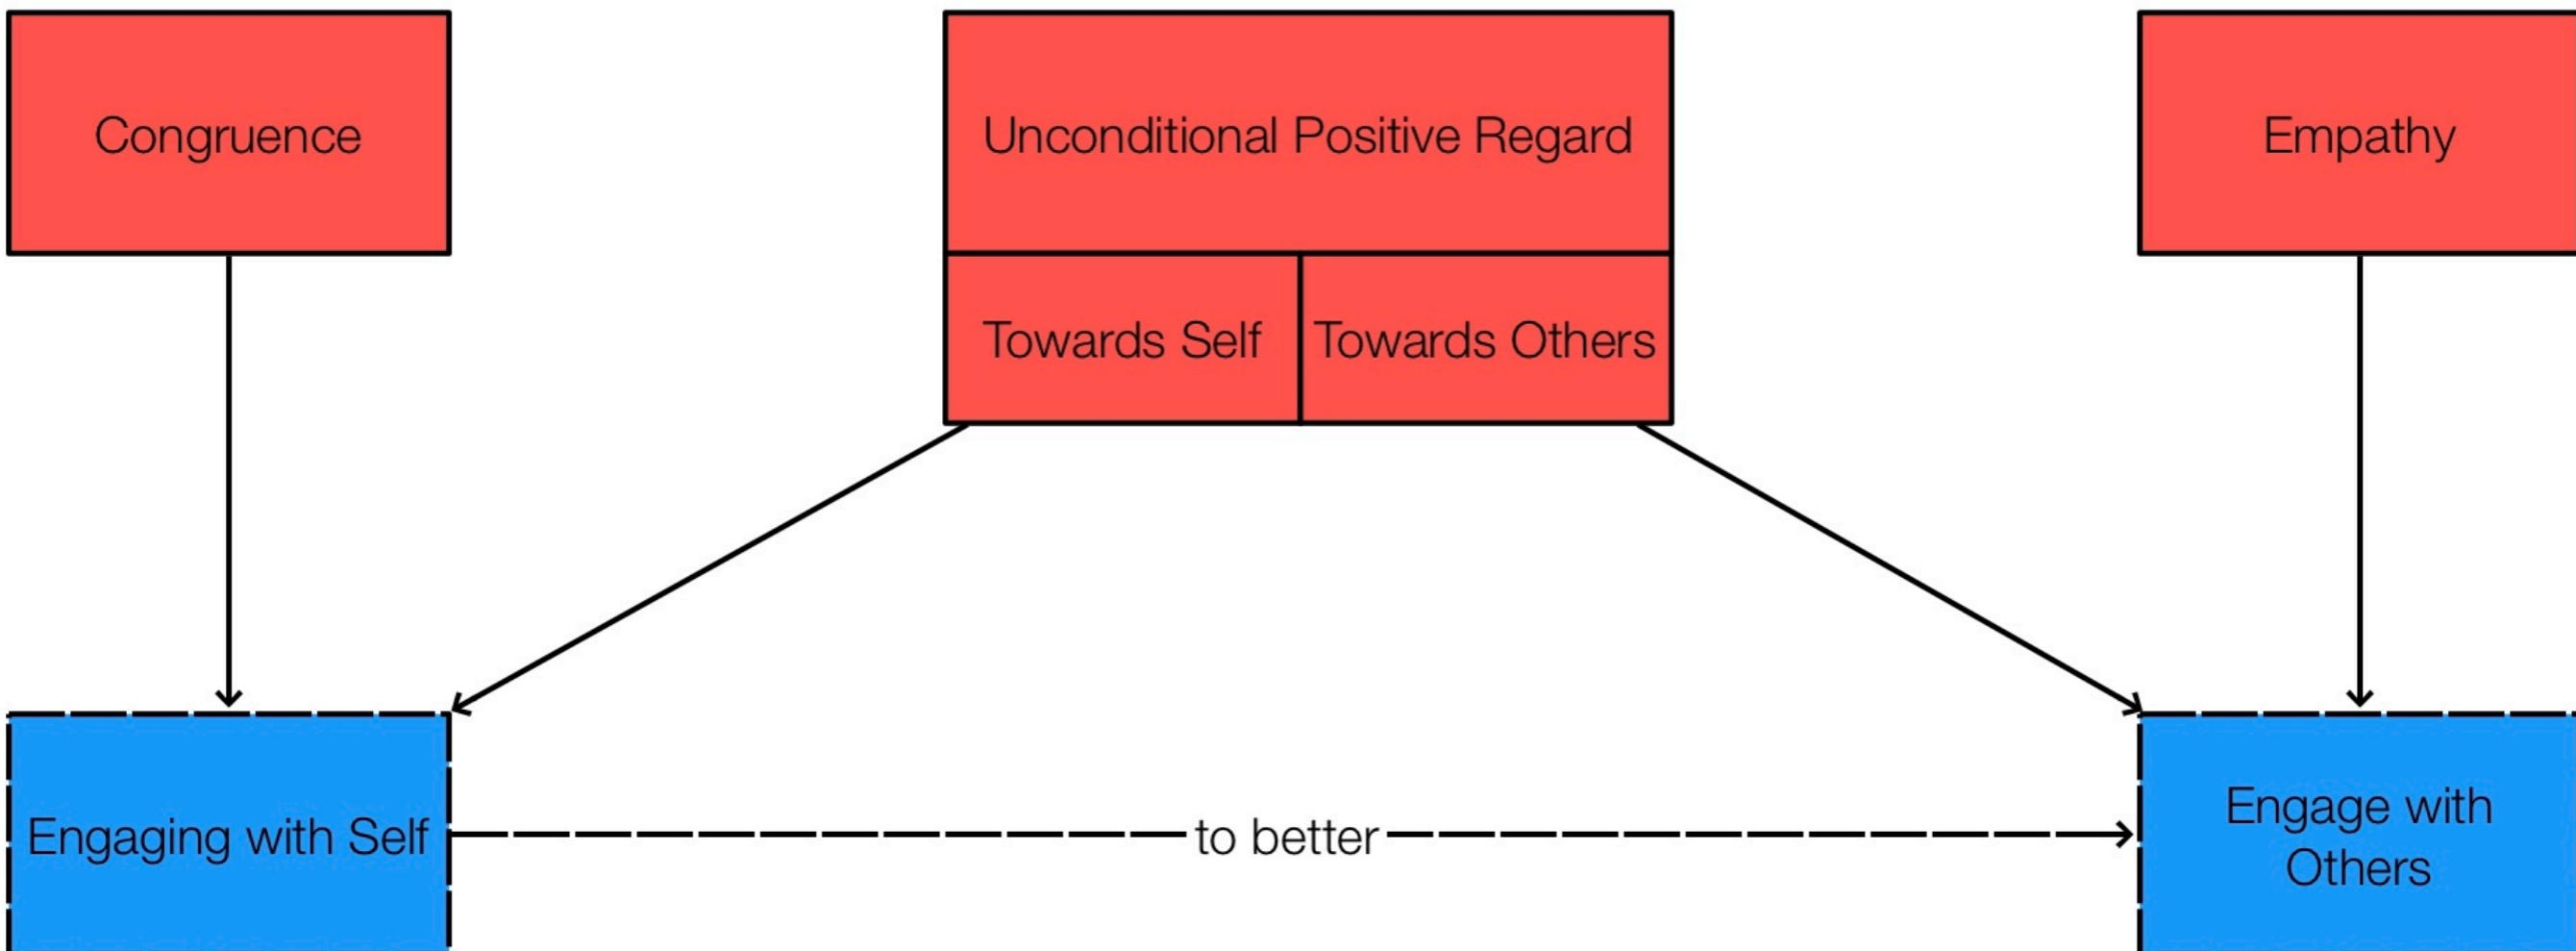 Congruence
Unconditional Positive Regard
Empathy
Towards Self
Towards Others
Engaging with Self
to better
Engage with
Others